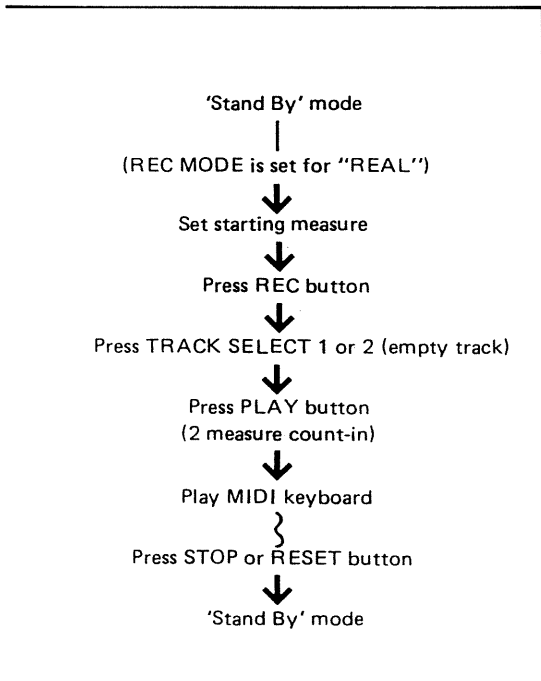 'Stand By' mode
(REC MODE is set for "REAL")
Set starting measure
Press REC button
Press TRACK SELECT 1 or 2 (empty track)
Press PLAY button
(2 measure count-in)
Play MIDI keyboard
Press STOP or RESET button
'Stand By' mode